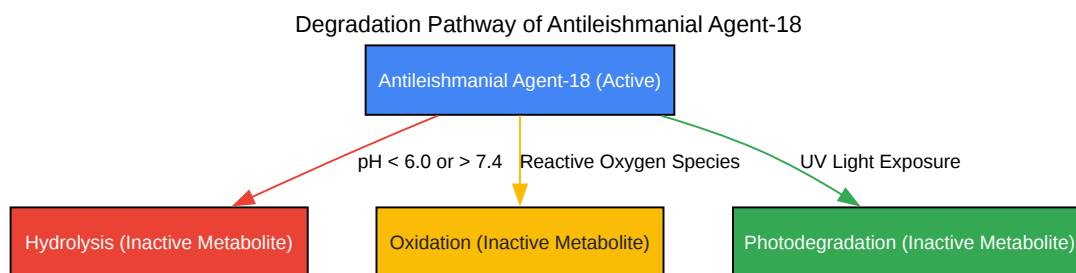 Degradation Pathway of Antileishmanial Agent-18
Antileishmanial Agent-18 (Active)
pH < 6.0 or > 7.4
Reactive Oxygen Species
UV Light Exposure
Hydrolysis (Inactive Metabolite)
Oxidation (Inactive Metabolite)
Photodegradation (Inactive Metabolite)